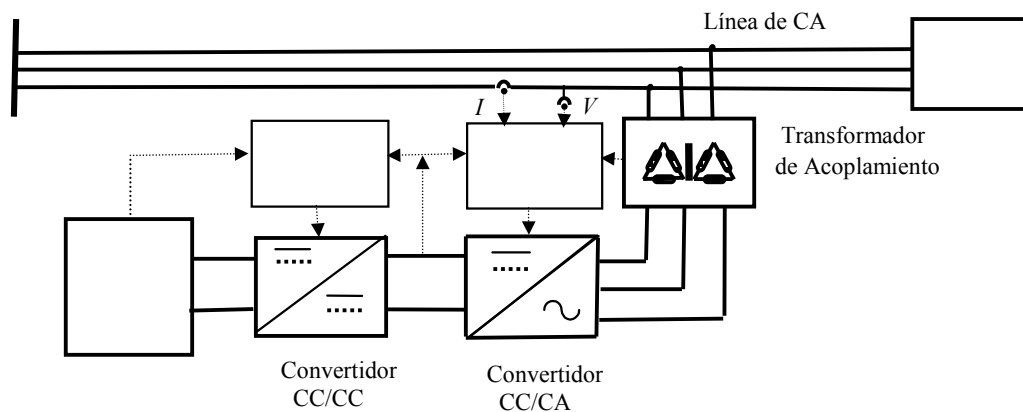 Línea de CA
I
V
Transformador
de Acoplamiento
Convertidor
CC/CC
Convertidor
CC/CA